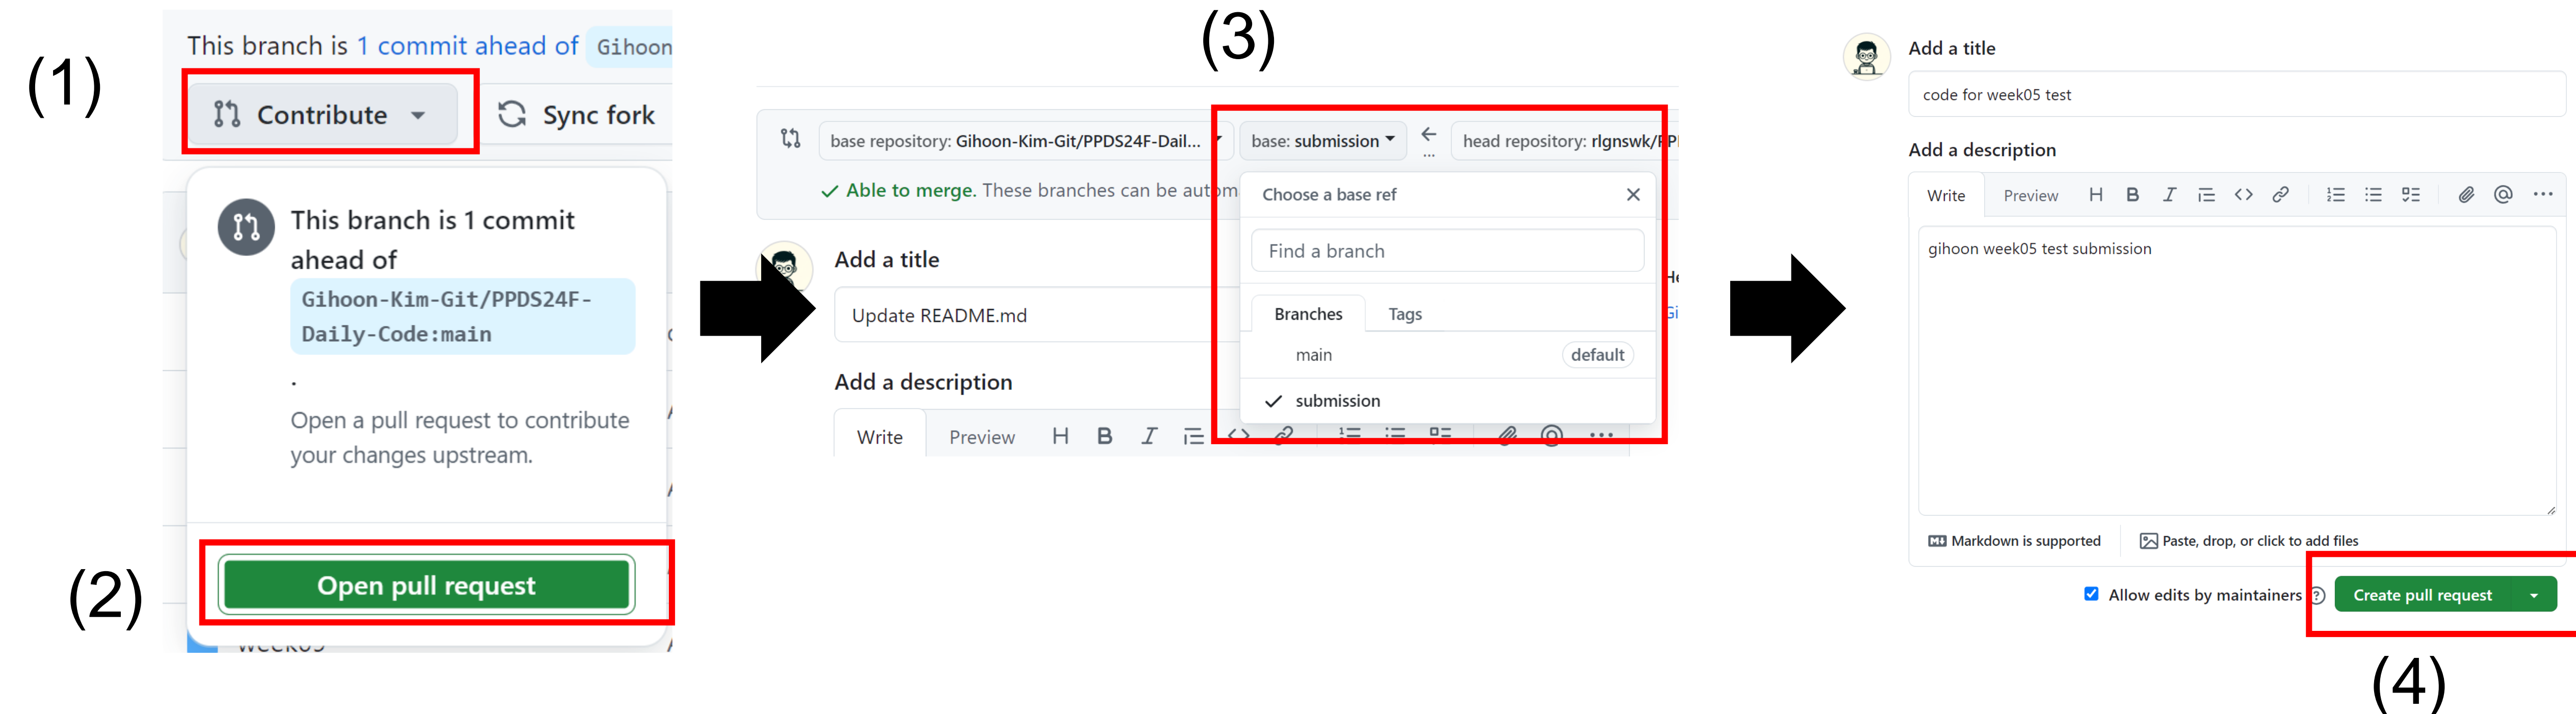 (1)
This branch is 1 commit ahead of Gihoon
Contribute
Sync fork
This branch is 1 commit
ahead of
Gihoon-Kim-Git/PPDS24F-
Daily-Code:main
.
Open a pull request to contribute
your changes upstream.
(2)
Open pull request
(3)
base repository: Gihoon-Kim-Git/PPDS24F-Dail...
base: submission
...
head repository: rlgnswk/PP
Able to merge. These branches can be autom
Choose a base ref
Find a branch
Branches
Tags
main
default
submission
Add a title
Update README.md
Add a description
Write
Preview
H B I
Add a title
code for week05 test
Add a description
Write
Preview
H B I
gihoon week05 test submission
Markdown is supported
Paste, drop, or click to add files
Allow edits by maintainers ?
Create pull request
(4)